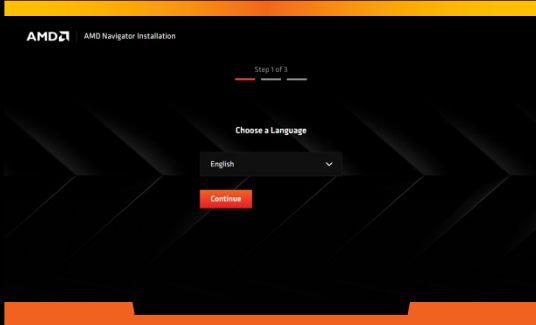 AMD AMD Navigator Installation
Step 1 of 3
Choose a Language
English
Continue